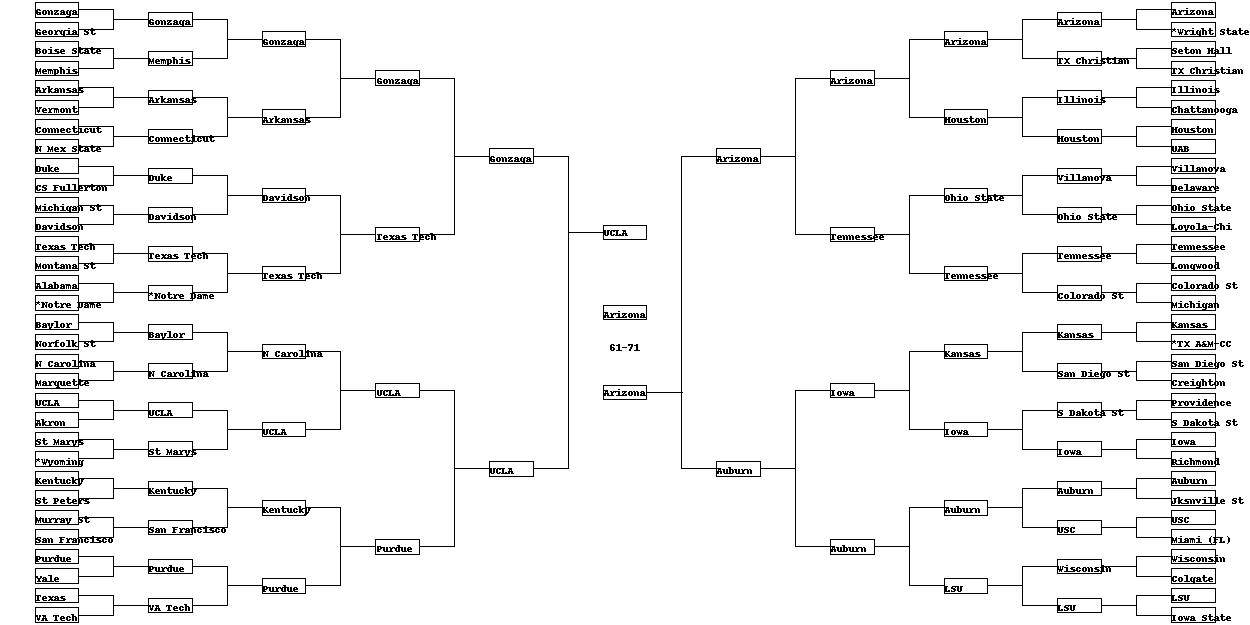 Gonzaga
Georgia St
Boise State
Memphis
Arkansas
Vermont
Connecticut
N Mex State
Duke
CS Fullerton
Michigan St
Davidson
Texas Tech
Montana St
Alabama
*Notre Dame
Baylor
Norfolk St
N Carolina
Marquette
UCLA
Akron
St Marys
*Wyoming
Kentucky
St Peters
Murray St
San Francisco
Purdue
Yale
Texas
VA Tech
Gonzaga
Memphis
Arkansas
Connecticut
Duke
Davidson
Texas Tech
*Notre Dame
Baylor
N Carolina
UCLA
St Marys
Kentucky
San Francisco
Purdue
VA Tech
Gonzaga
Arkansas
Davidson
Texas Tech
N Carolina
UCLA
Kentucky
Purdue
Gonzaga
Texas Tech
UCLA
Purdue
Gonzaga
UCLA
UCLA
Arizona
61-71
Arizona
Arizona
Auburn
Arizona
Tennessee
Iowa
Auburn
Arizona
Houston
Ohio State
Tennessee
Kansas
Iowa
Auburn
LSU
Arizona
TX Christian
Illinois
Houston
Villanova
Ohio State
Tennessee
Colorado St
Kansas
San Diego St
S Dakota St
Iowa
Auburn
USC
Wisconsin
LSU
Arizona
*Wright State
Seton Hall
TX Christian
Illinois
Chattanooga
Houston
UAB
Villanova
Delaware
Ohio State
Loyola-Chi
Tennessee
Longwood
Colorado St
Michigan
Kansas
*TX A&M-CC
San Diego St
Creighton
Providence
S Dakota St
Iowa
Richmond
Auburn
Jksnville St
USC
Miami (FL)
Wisconsin
Colgate
LSU
Iowa State